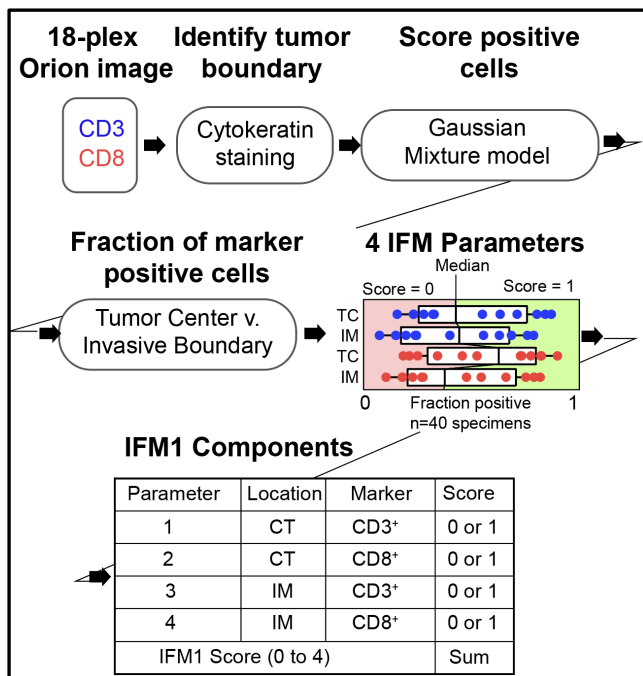 18-plex
Orion image
Identify tumor
boundary
Score positive
cells
CD3
CD8
Cytokeratin
staining
Gaussian
Mixture model
Fraction of marker
positive cells
4 IFM Parameters
Tumor Center v.
Invasive Boundary
Median
Score = 0
Score = 1
TC
IM
TC
IM
0
Fraction positive
1
n=40 specimens
IFM1 Components
Parameter Location Marker Score
1 CT CD3⁺ 0 or 1
2 CT CD8⁺ 0 or 1
3 IM CD3⁺ 0 or 1
4 IM CD8⁺ 0 or 1
IFM1 Score (0 to 4) Sum